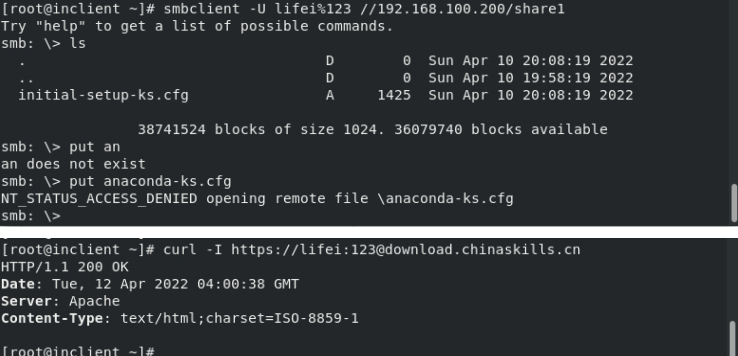 [root@inclient ~]# smbclient -U lifei%123 //192.168.100.200/share1
Try "help" to get a list of possible commands.
smb: \> ls
  .                                   D        0  Sun Apr 10 20:08:19 2022
  ..                                  D        0  Sun Apr 10 19:58:19 2022
  initial-setup-ks.cfg                A     1425  Sun Apr 10 20:08:19 2022

                38741524 blocks of size 1024. 36079740 blocks available
smb: \> put an
an does not exist
smb: \> put anaconda-ks.cfg
NT_STATUS_ACCESS_DENIED opening remote file \anaconda-ks.cfg
smb: \>
[root@inclient ~]# curl -I https://lifei:123@download.chinaskills.cn
HTTP/1.1 200 OK
Date: Tue, 12 Apr 2022 04:00:38 GMT
Server: Apache
Content-Type: text/html;charset=ISO-8859-1

[root@inclient ~]#